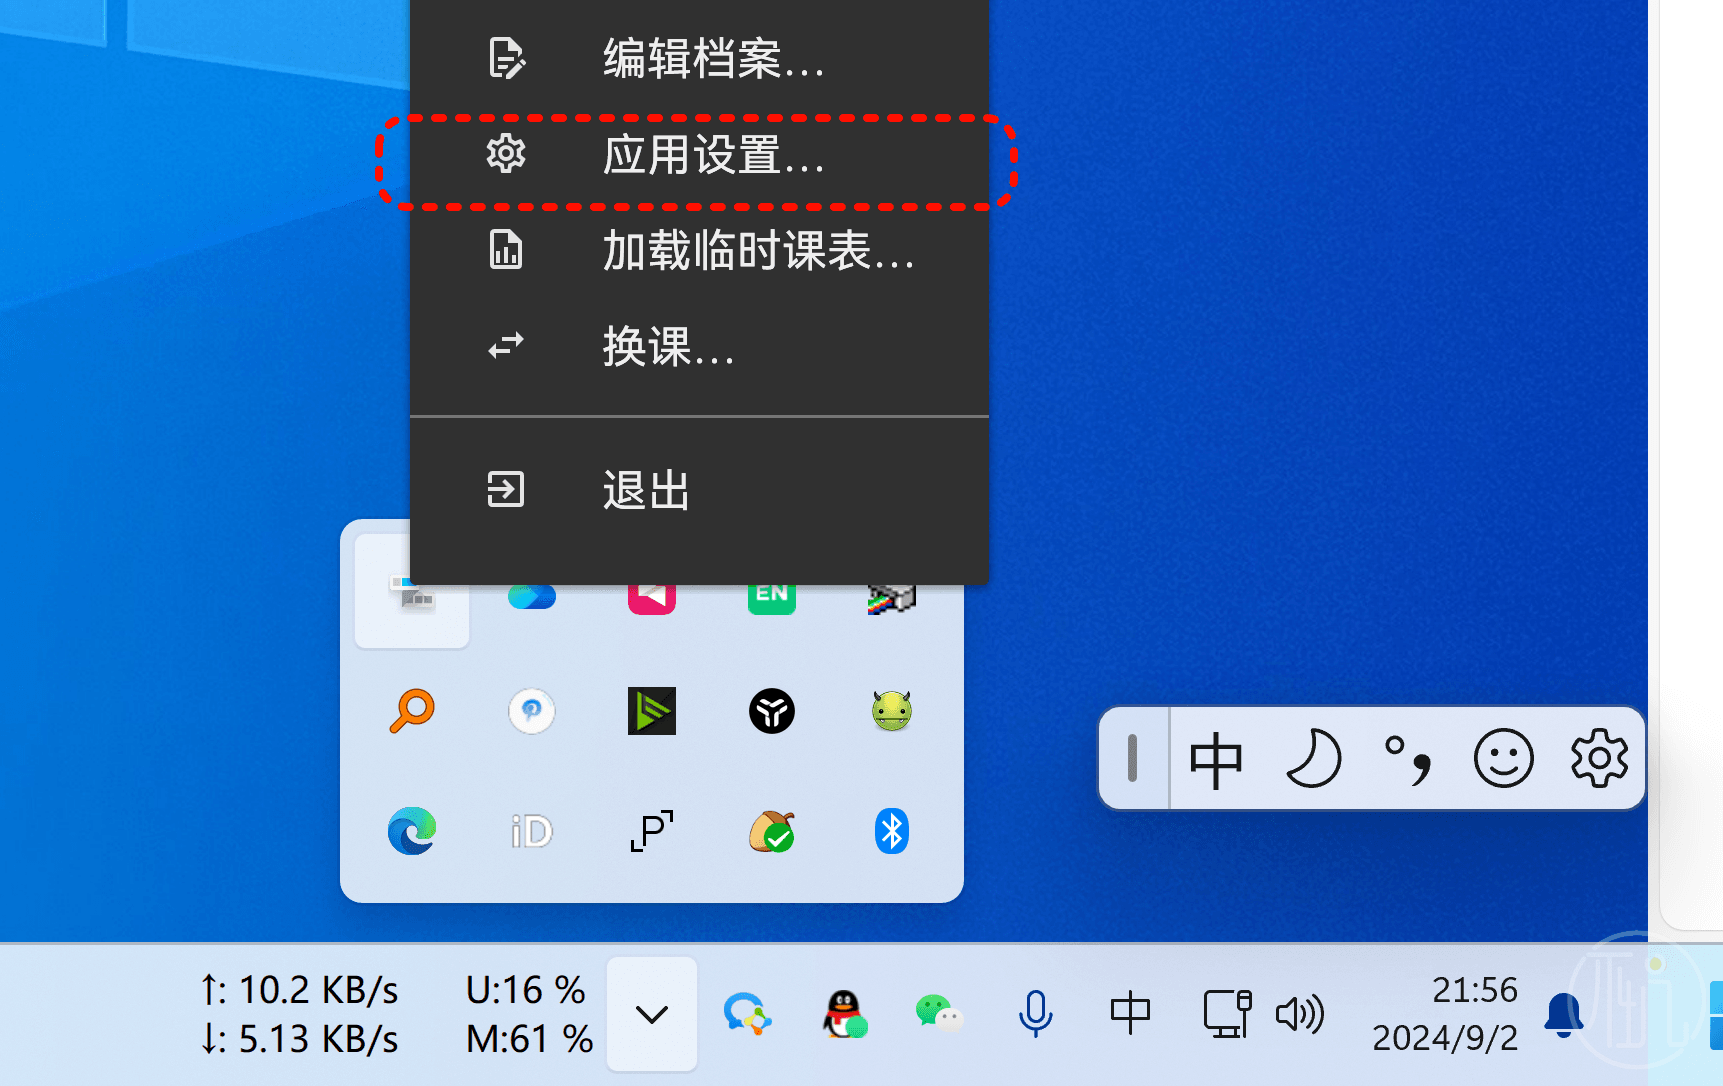 编辑档案...
应用设置...
加载临时课表...
换课...
退出
EN
iD
P
中
↑: 10.2 KB/s
↓: 5.13 KB/s
U:16 %
M:61 %
中
21:56
2024/9/2